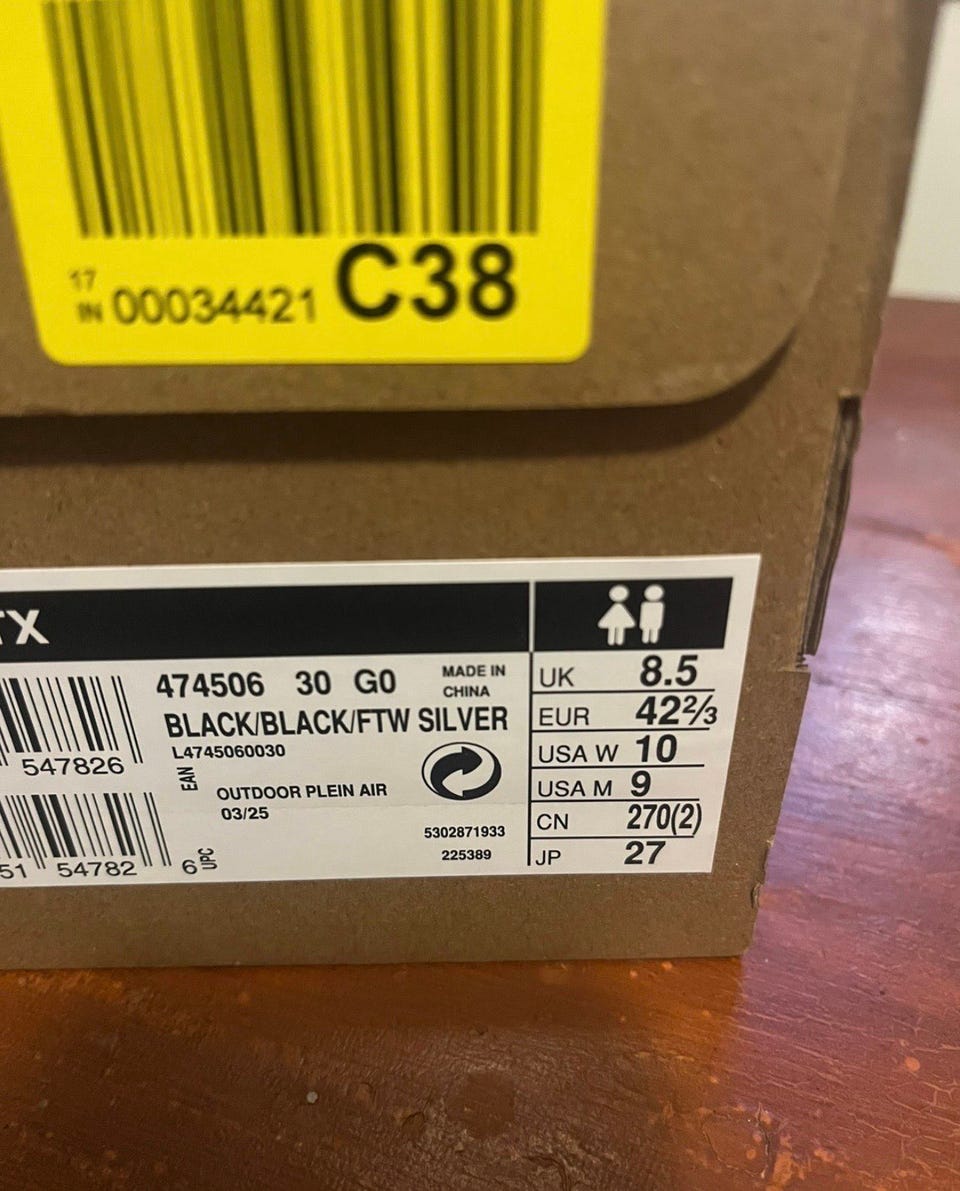 17
IN 00034421 C38
TX
474506 30 G0
MADE IN
CHINA
BLACK/BLACK/FTW SILVER
L4745060030
547826
EAN
OUTDOOR PLEIN AIR
03/25
5302871933
225389
51 54782 6
UPC
UK 8.5
EUR 42⅔
USA W 10
USA M 9
CN 270(2)
JP 27